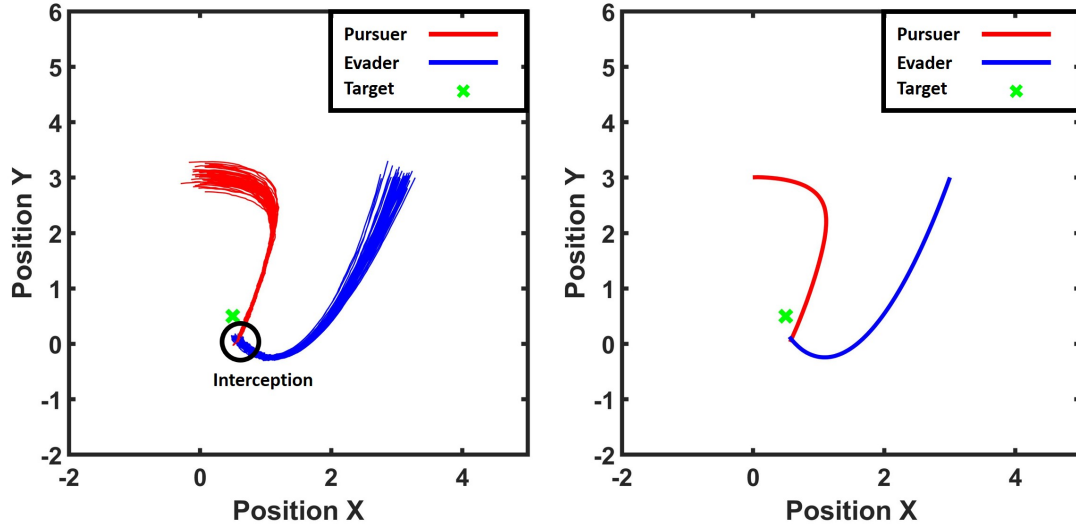 6
5
4
3
2
1
0
-1
-2
-2
0
2
4
Position X
Position Y
Pursuer
Evader
Target
Interception
6
5
4
3
2
1
0
-1
-2
-2
0
2
4
Position X
Position Y
Pursuer
Evader
Target